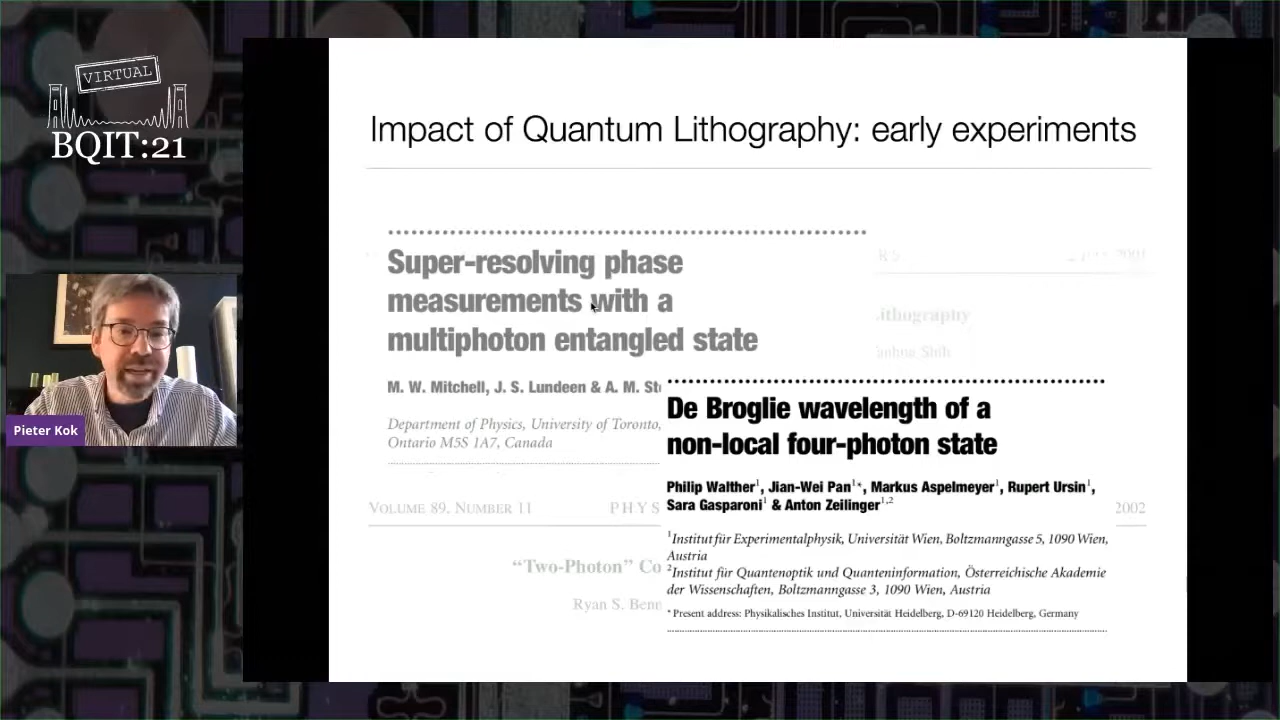 VIRTUAL
BQIT:21
Impact of Quantum Lithography: early experiments
Super-resolving phase
measurements with a
multiphoton entangled state
M. W. Mitchell, J. S. Lundeen & A. M. St
Department of Physics, University of Toronto,
Ontario M5S 1A7, Canada
2001
ithography
Shih
De Broglie wavelength of a
non-local four-photon state
Philip Walther1, Jian-Wei Pan1*, Markus Aspelmeyer1, Rupert Ursin1,
Sara Gasparoni1 & Anton Zeilinger1,2
1Institut für Experimentalphysik, Universität Wien, Boltzmanngasse 5, 1090 Wien,
Austria
2Institut für Quantenoptik und Quanteninformation, Österreichische Akademie
der Wissenschaften, Boltzmanngasse 3, 1090 Wien, Austria
* Present address: Physikalisches Institut, Universität Heidelberg, D-69120 Heidelberg, Germany
VOLUME 89, NUMBER 11 PHYS 2002
“Two-Photon” Co
Ryan S. Benn
Pieter Kok